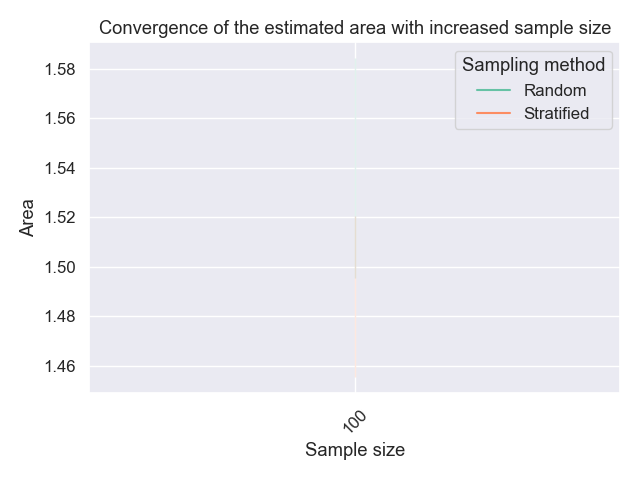 Convergence of the estimated area with increased sample size
Sampling method
Random
Stratified
1.58
1.56
1.54
1.52
1.50
1.48
1.46
Area
100
Sample size